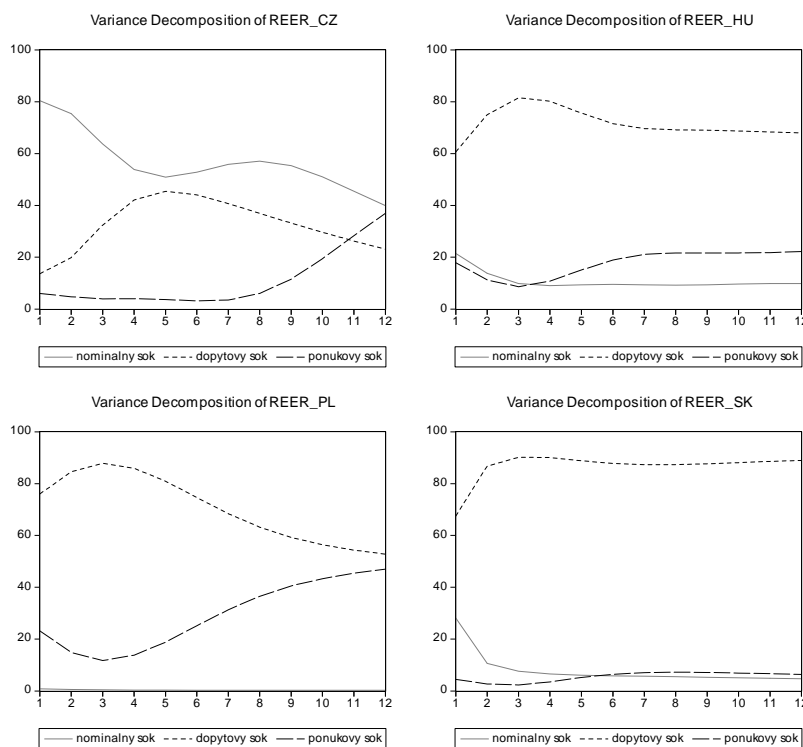 Variance Decomposition of REER_CZ
100
80
60
40
20
0
1 2 3 4 5 6 7 8 9 10 11 12
nominalny sok dopytovy sok ponukovy sok
Variance Decomposition of REER_HU
100
80
60
40
20
0
1 2 3 4 5 6 7 8 9 10 11 12
nominalny sok dopytovy sok ponukovy sok
Variance Decomposition of REER_PL
100
80
60
40
20
0
1 2 3 4 5 6 7 8 9 10 11 12
nominalny sok dopytovy sok ponukovy sok
Variance Decomposition of REER_SK
100
80
60
40
20
0
1 2 3 4 5 6 7 8 9 10 11 12
nominalny sok dopytovy sok ponukovy sok